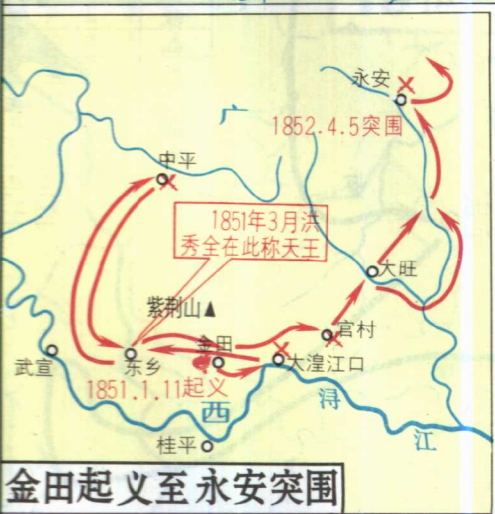 永安
广
1852.4.5突围
中平
1851年3月洪
秀全在此称天王
大旺
紫荆山
金田
官村
武宣
东乡
大湟江口
1851.1.11起义
西
浔
桂平
江
金田起义至永安突围